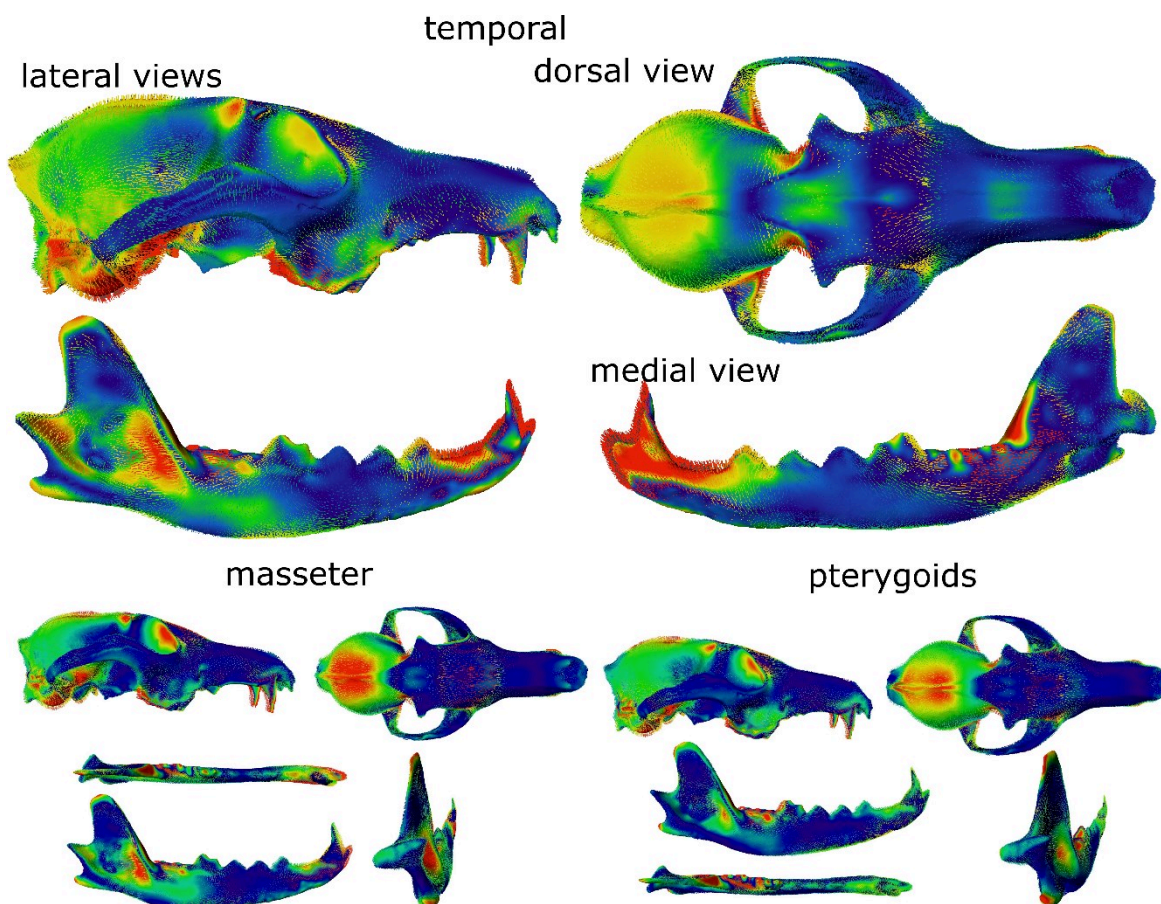 temporal
lateral views
dorsal view
medial view
masseter
pterygoids